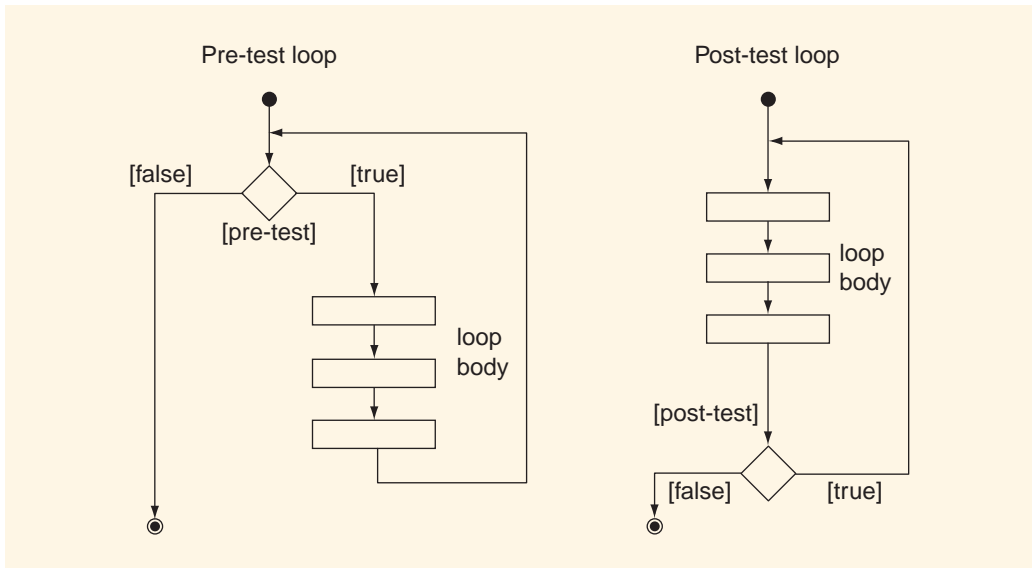 Pre-test loop
[false]
[true]
[pre-test]
loop
body
Post-test loop
loop
body
[post-test]
[false]
[true]